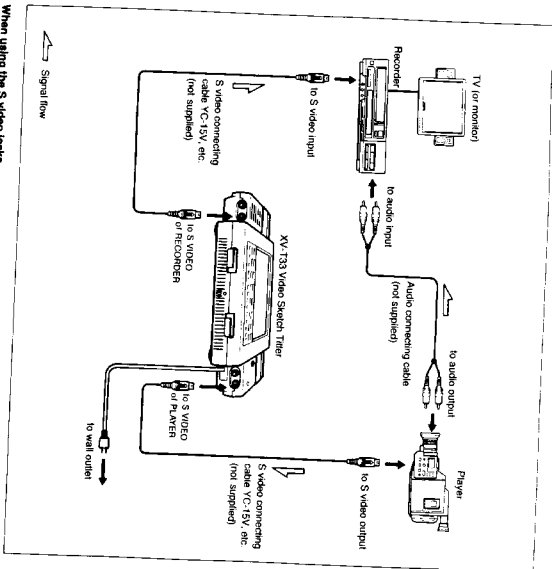 TV (or monitor)
Recorder
to S video input
S video connecting
cable YC-15V, etc.
(not supplied)
to audio input
Audio connecting cable
(not supplied)
to audio output
Player
to S video output
S video connecting
cable YC-15V, etc.
(not supplied)
XV-T33 Video Sketch Titler
to S VIDEO
of RECORDER
to S VIDEO
of PLAYER
to wall outlet
Signal flow
When using the S video jacks